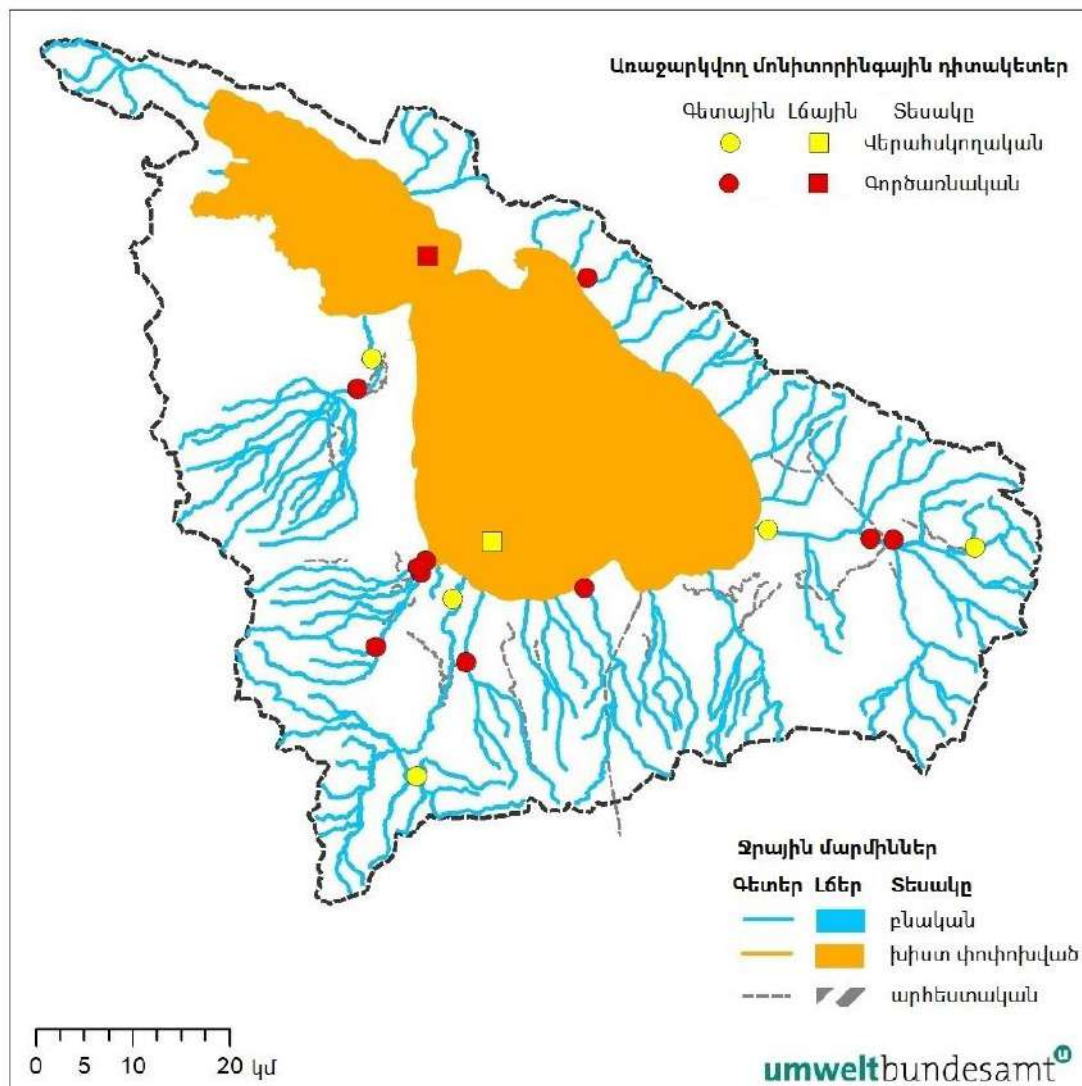 Առաջարկվող մոնիտորինգային դիտակետեր
Գետային Լճային Տեսակը
Վերահսկողական
Գործառնական
Ջրային մարմիններ
Գետեր Լճեր Տեսակը
բնական
խիստ փոփոխված
արհեստական
0 5 10 20 կմ
umweltbundesamt u